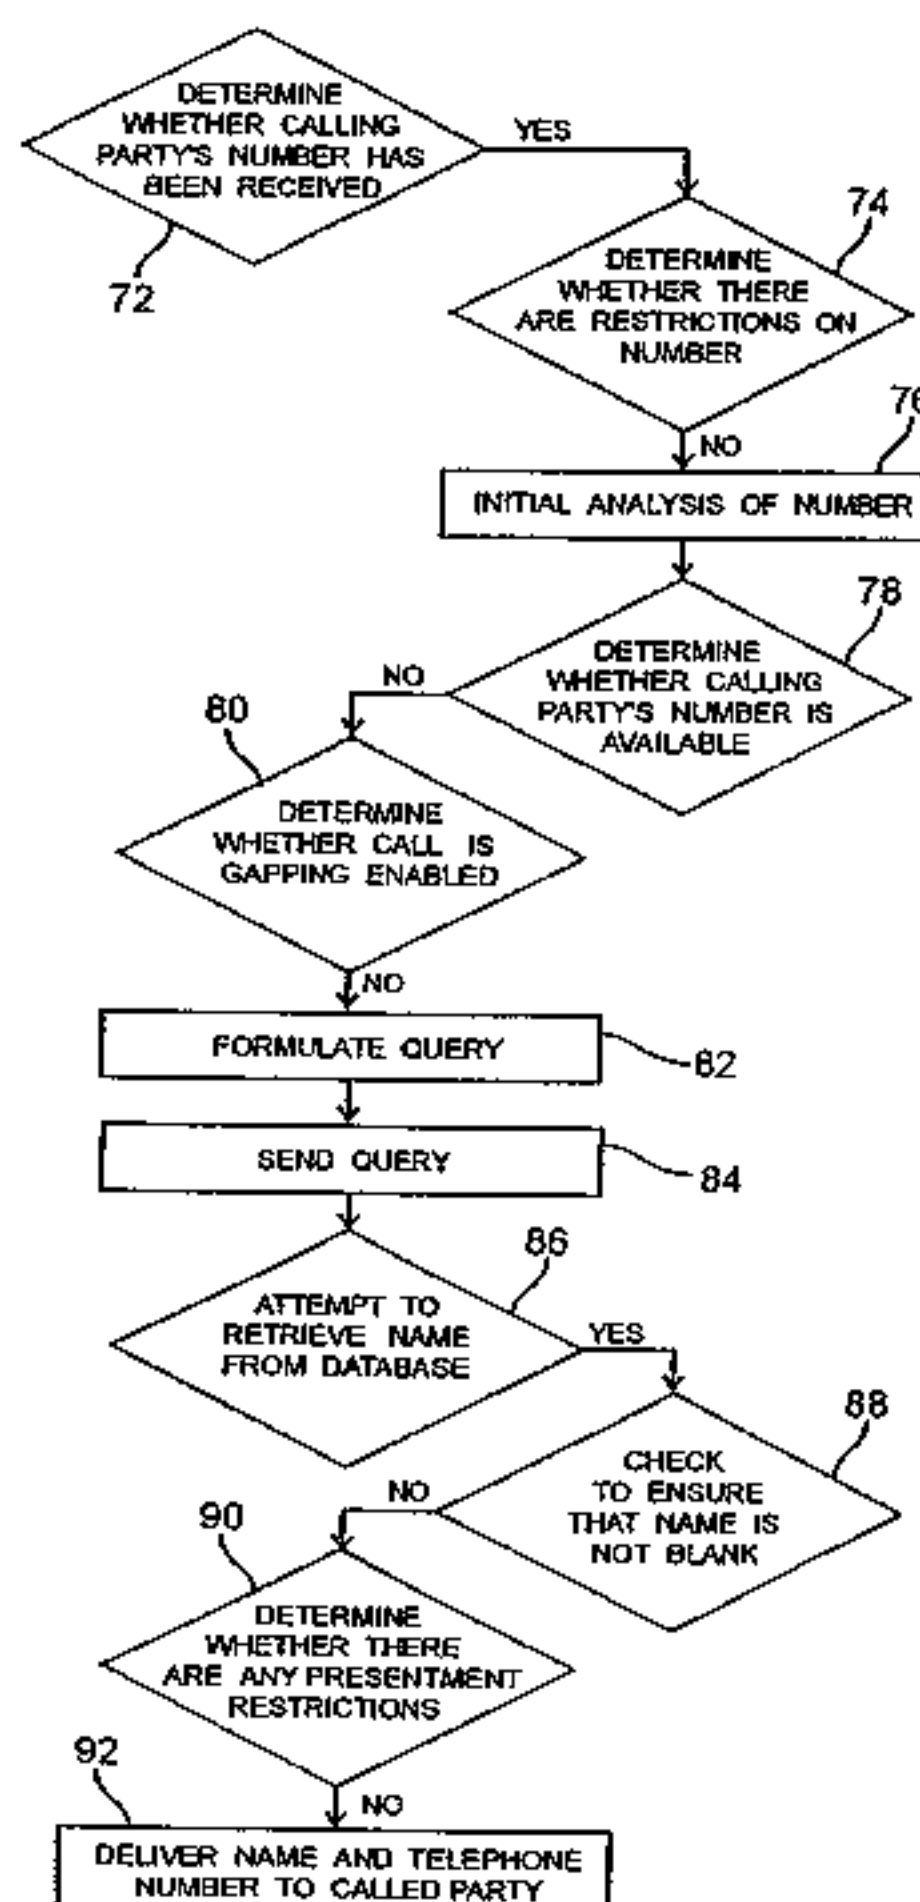 DETERMINE
WHETHER CALLING
PARTY'S NUMBER HAS
BEEN RECEIVED
YES
72
74
DETERMINE
WHETHER THERE
ARE RESTRICTIONS ON
NUMBER
NO
76
INITIAL ANALYSIS OF NUMBER
78
DETERMINE
WHETHER CALLING
PARTY'S NUMBER IS
AVAILABLE
NO
80
DETERMINE
WHETHER CALL IS
GAPPING ENABLED
NO
FORMULATE QUERY
82
SEND QUERY
84
86
ATTEMPT TO
RETRIEVE NAME
FROM DATABASE
YES
88
CHECK
TO ENSURE
THAT NAME IS
NOT BLANK
NO
90
DETERMINE
WHETHER THERE
ARE ANY PRESENTMENT
RESTRICTIONS
NO
92
DELIVER NAME AND TELEPHONE
NUMBER TO CALLED PARTY